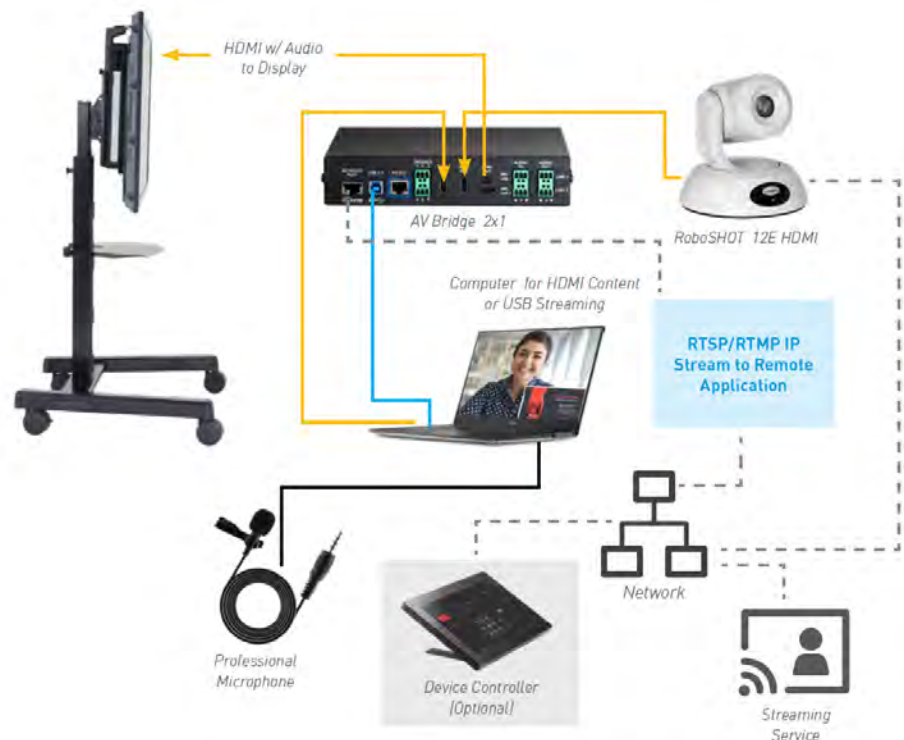 HDMI w/ Audio
to Display
AV Bridge 2x1
RoboSHOT 12E HDMI
Computer for HDMI Content
or USB Streaming
RTSP/RTMP IP
Stream to Remote
Application
Network
Professional
Microphone
Device Controller
(Optional)
Streaming
Service